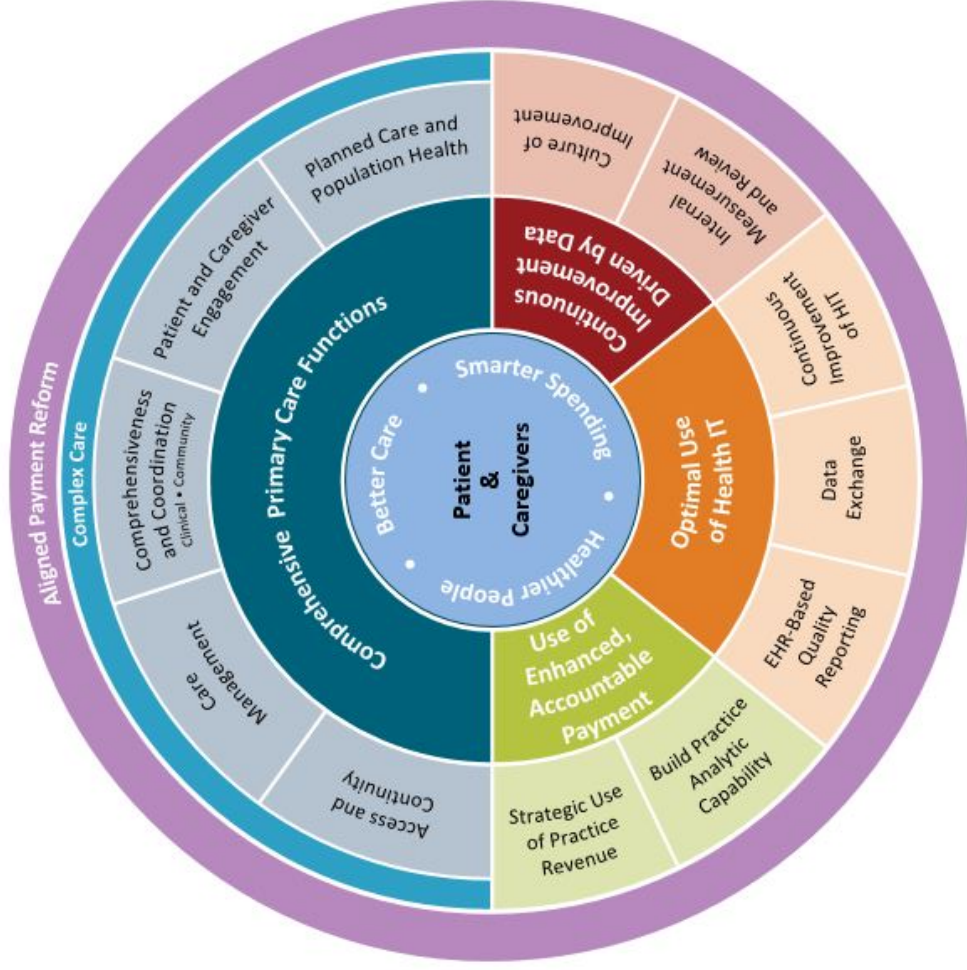 Aligned Payment Reform
Complex Care
Planned Care and
Population Health
Patient and Caregiver
Engagement
Comprehensiveness
and Coordination
Clinical • Community
Care
Management
Access and
Continuity
Comprehensive Primary Care Functions
Culture of
Improvement
Internal
Measurement
and Review
Continuous
Improvement
Driven by Data
Continuous
Improvement
of HIT
Data
Exchange
EHR-Based
Quality
Reporting
Optimal Use
of Health IT
Use of
Enhanced,
Accountable
Payment
Build Practice
Analytic
Capability
Strategic Use
of Practice
Revenue
Better Care • Smarter Spending • Healthier People •
Patient
&
Caregivers